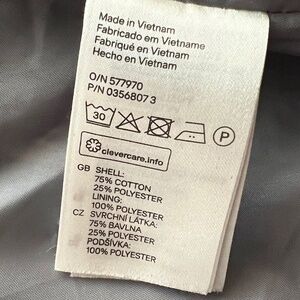 Made in Vietnam
Fabricado em Vietname
Fabriqué en Vietnam
Hecho en Vietnam
O/N 577970
P/N 0356807 3
30 P
clevercare.info
GB SHELL:
75% COTTON
25% POLYESTER
LINING:
100% POLYESTER
CZ SVRCHNÍ LÁTKA:
75% BAVLNA
25% POLYESTER
PODŠÍVKA:
100% POLYESTER